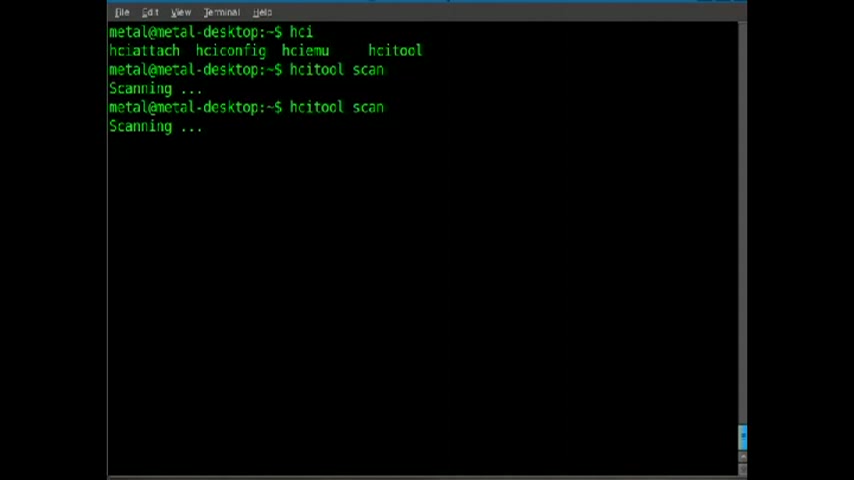 File Edit View Terminal Help
metal@metal-desktop:~$ hci
hciattach hciconfig hciemu hcitool
metal@metal-desktop:~$ hcitool scan
Scanning ...
metal@metal-desktop:~$ hcitool scan
Scanning ...